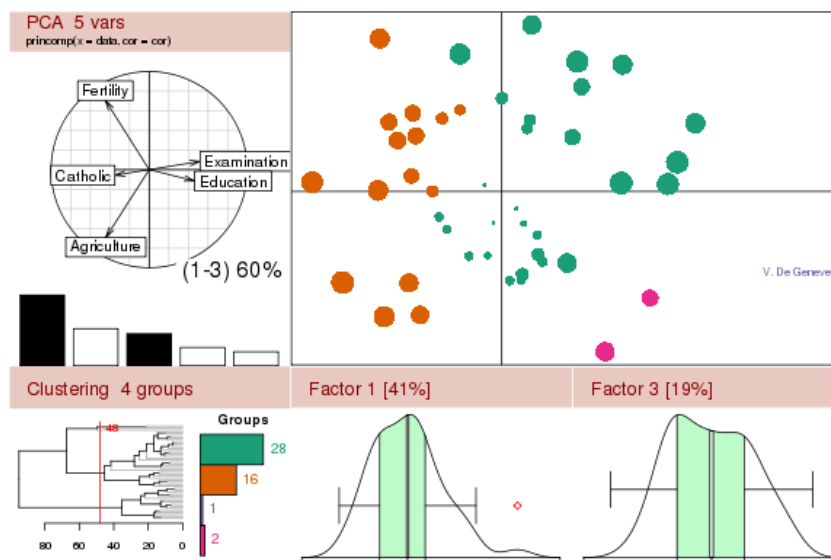 PCA 5 vars
princomp(x = data, cor = cor)
Fertility
Examination
Catholic
Education
Agriculture
(1-3) 60%
V. De Geneve
Clustering 4 groups
Factor 1 [41%]
Factor 3 [19%]
48
Groups
28
16
1
2
80 60 40 20 0